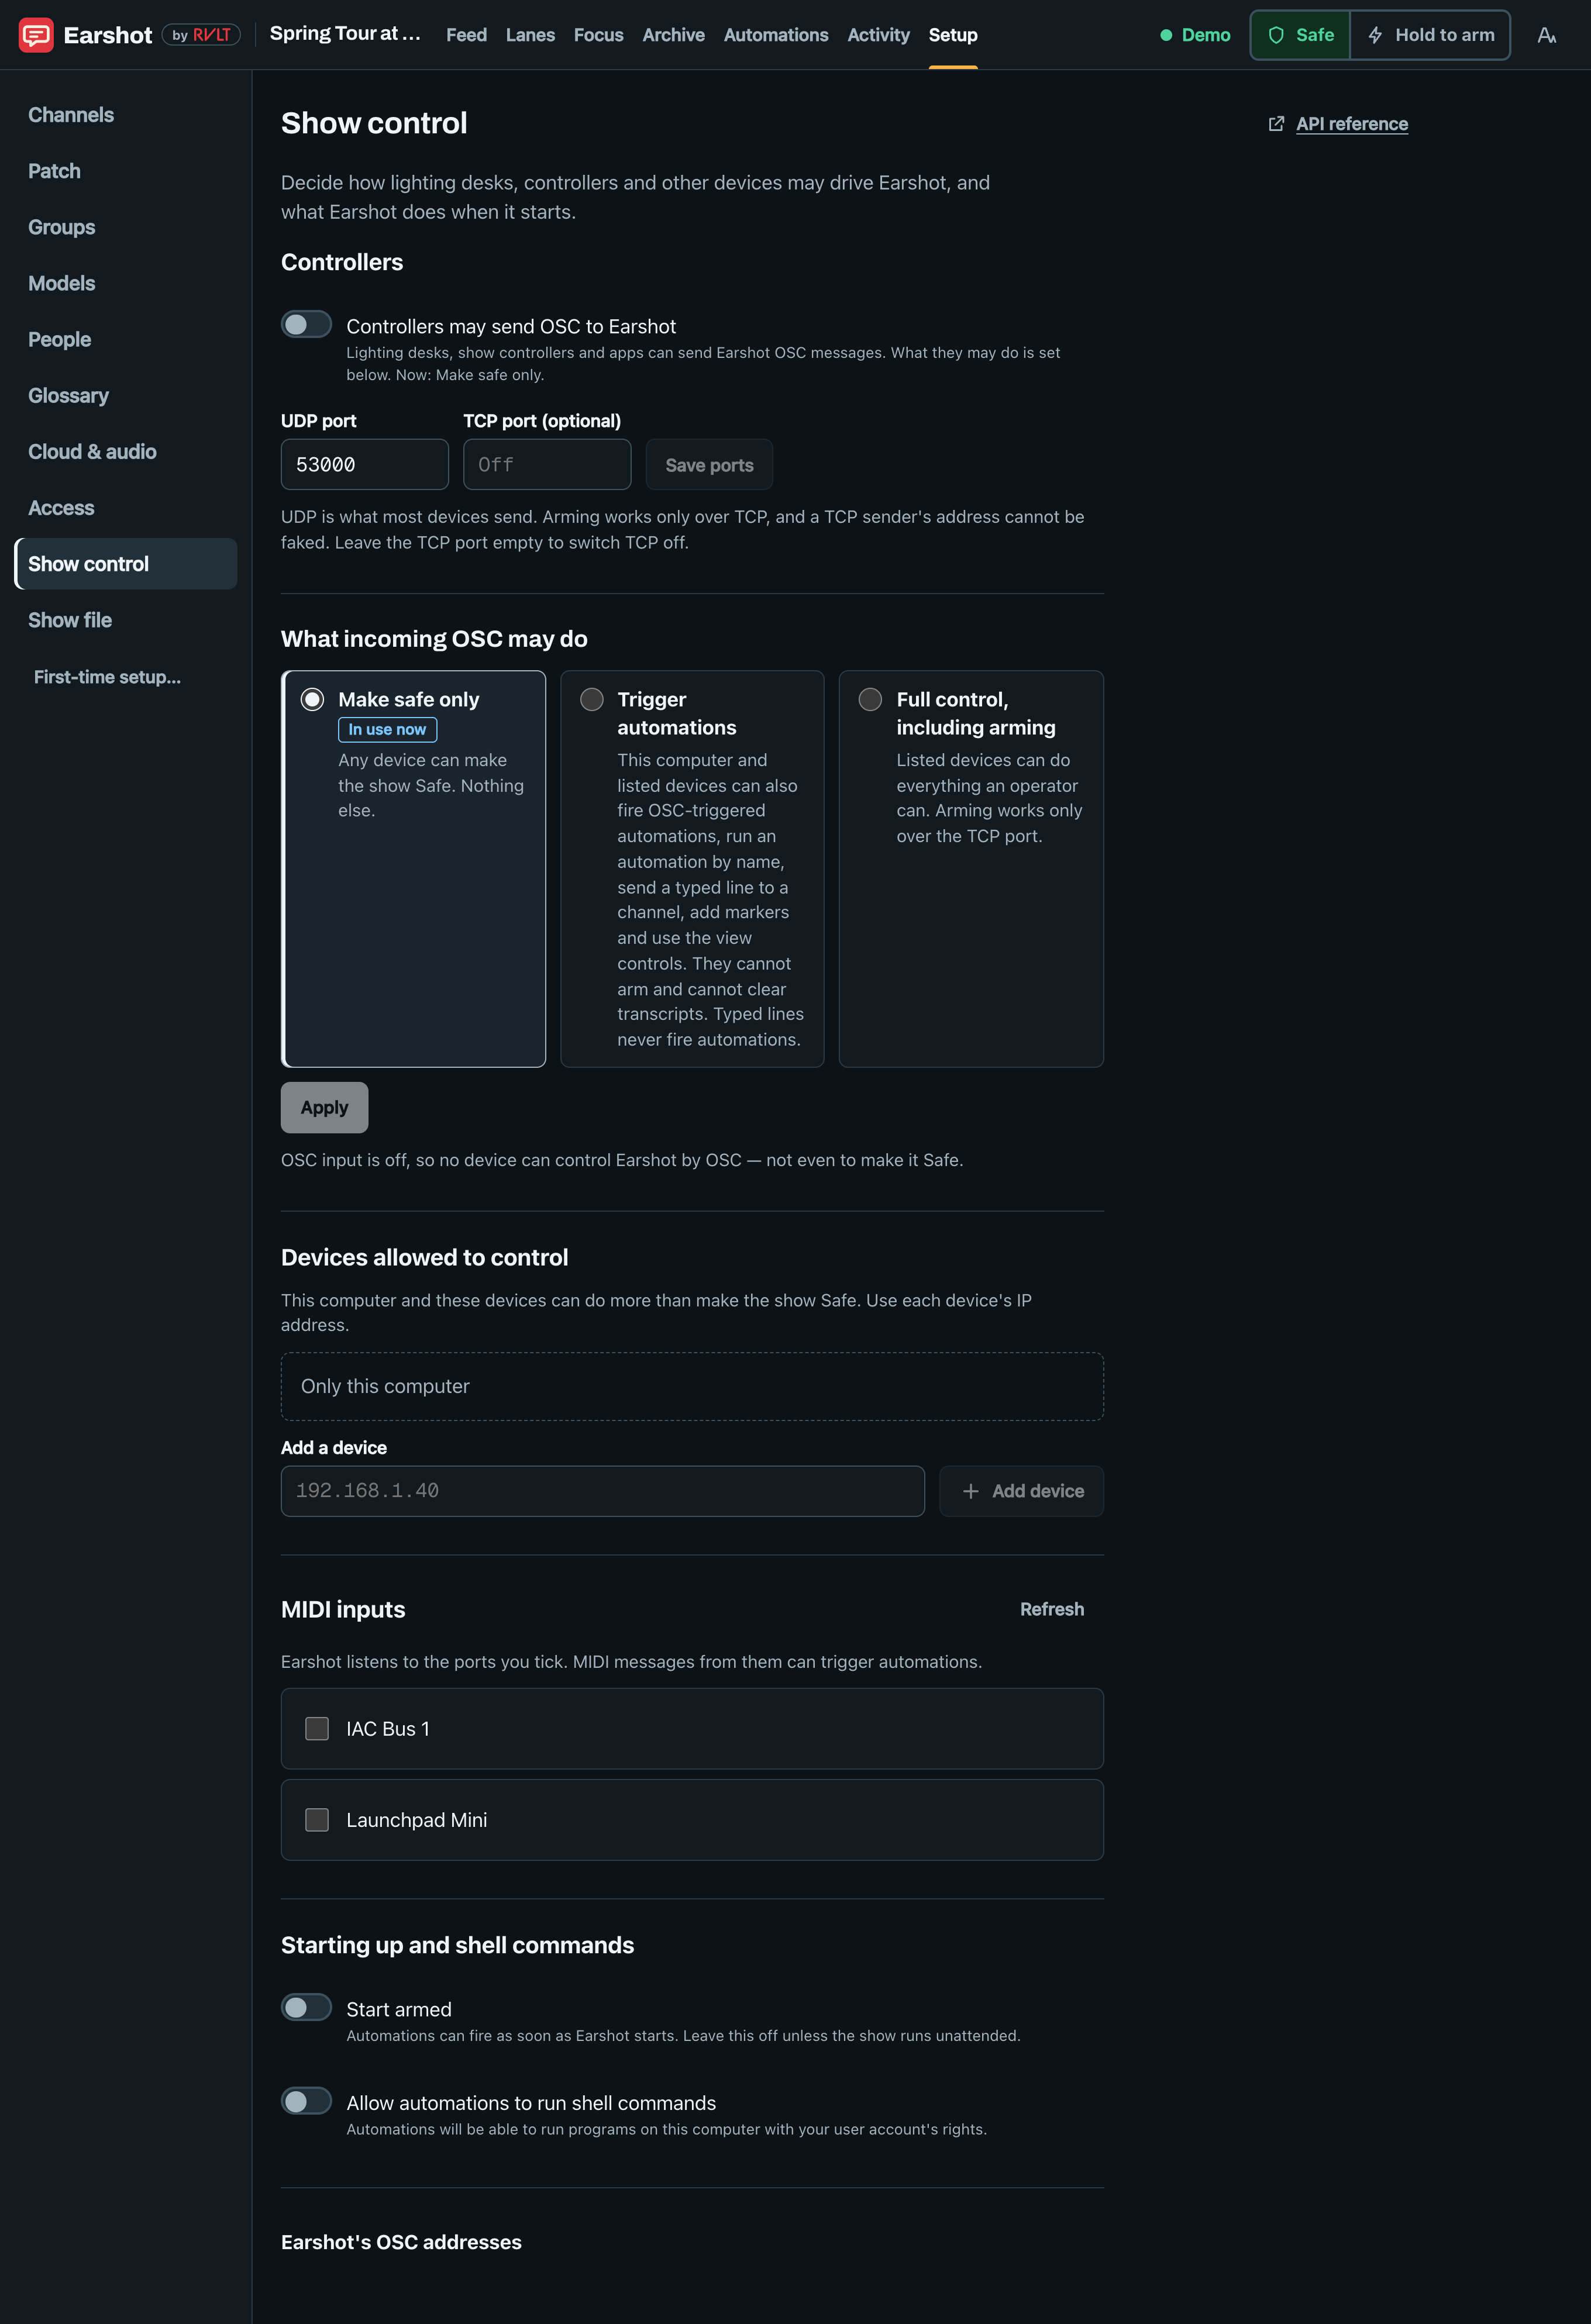 Earshot by RVLT Spring Tour at ... Feed Lanes Focus Archive Automations Activity Setup Demo Safe Hold to arm
Channels
Patch
Groups
Models
People
Glossary
Cloud & audio
Access
Show control
Show file
First-time setup...
Show control
API reference
Decide how lighting desks, controllers and other devices may drive Earshot, and
what Earshot does when it starts.
Controllers
Controllers may send OSC to Earshot
Lighting desks, show controllers and apps can send Earshot OSC messages. What they may do is set
below. Now: Make safe only.
UDP port TCP port (optional)
53000 Off Save ports
UDP is what most devices send. Arming works only over TCP, and a TCP sender's address cannot be
faked. Leave the TCP port empty to switch TCP off.
What incoming OSC may do
Make safe only
In use now
Any device can make
the show Safe. Nothing
else.
Trigger
automations
This computer and
listed devices can also
fire OSC-triggered
automations, run an
automation by name,
send a typed line to a
channel, add markers
and use the view
controls. They cannot
arm and cannot clear
transcripts. Typed lines
never fire automations.
Full control,
including arming
Listed devices can do
everything an operator
can. Arming works only
over the TCP port.
Apply
OSC input is off, so no device can control Earshot by OSC — not even to make it Safe.
Devices allowed to control
This computer and these devices can do more than make the show Safe. Use each device's IP
address.
Only this computer
Add a device
192.168.1.40 Add device
MIDI inputs Refresh
Earshot listens to the ports you tick. MIDI messages from them can trigger automations.
IAC Bus 1
Launchpad Mini
Starting up and shell commands
Start armed
Automations can fire as soon as Earshot starts. Leave this off unless the show runs unattended.
Allow automations to run shell commands
Automations will be able to run programs on this computer with your user account's rights.
Earshot's OSC addresses